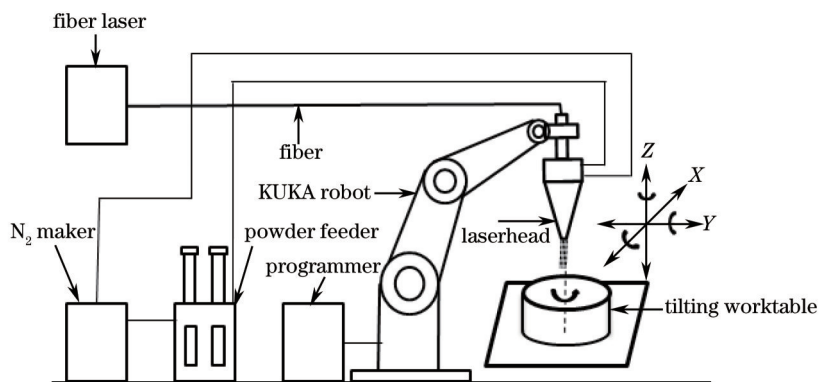 fiber laser
fiber
KUKA robot
Z
X
Y
N₂ maker
powder feeder
laserhead
programmer
tilting worktable